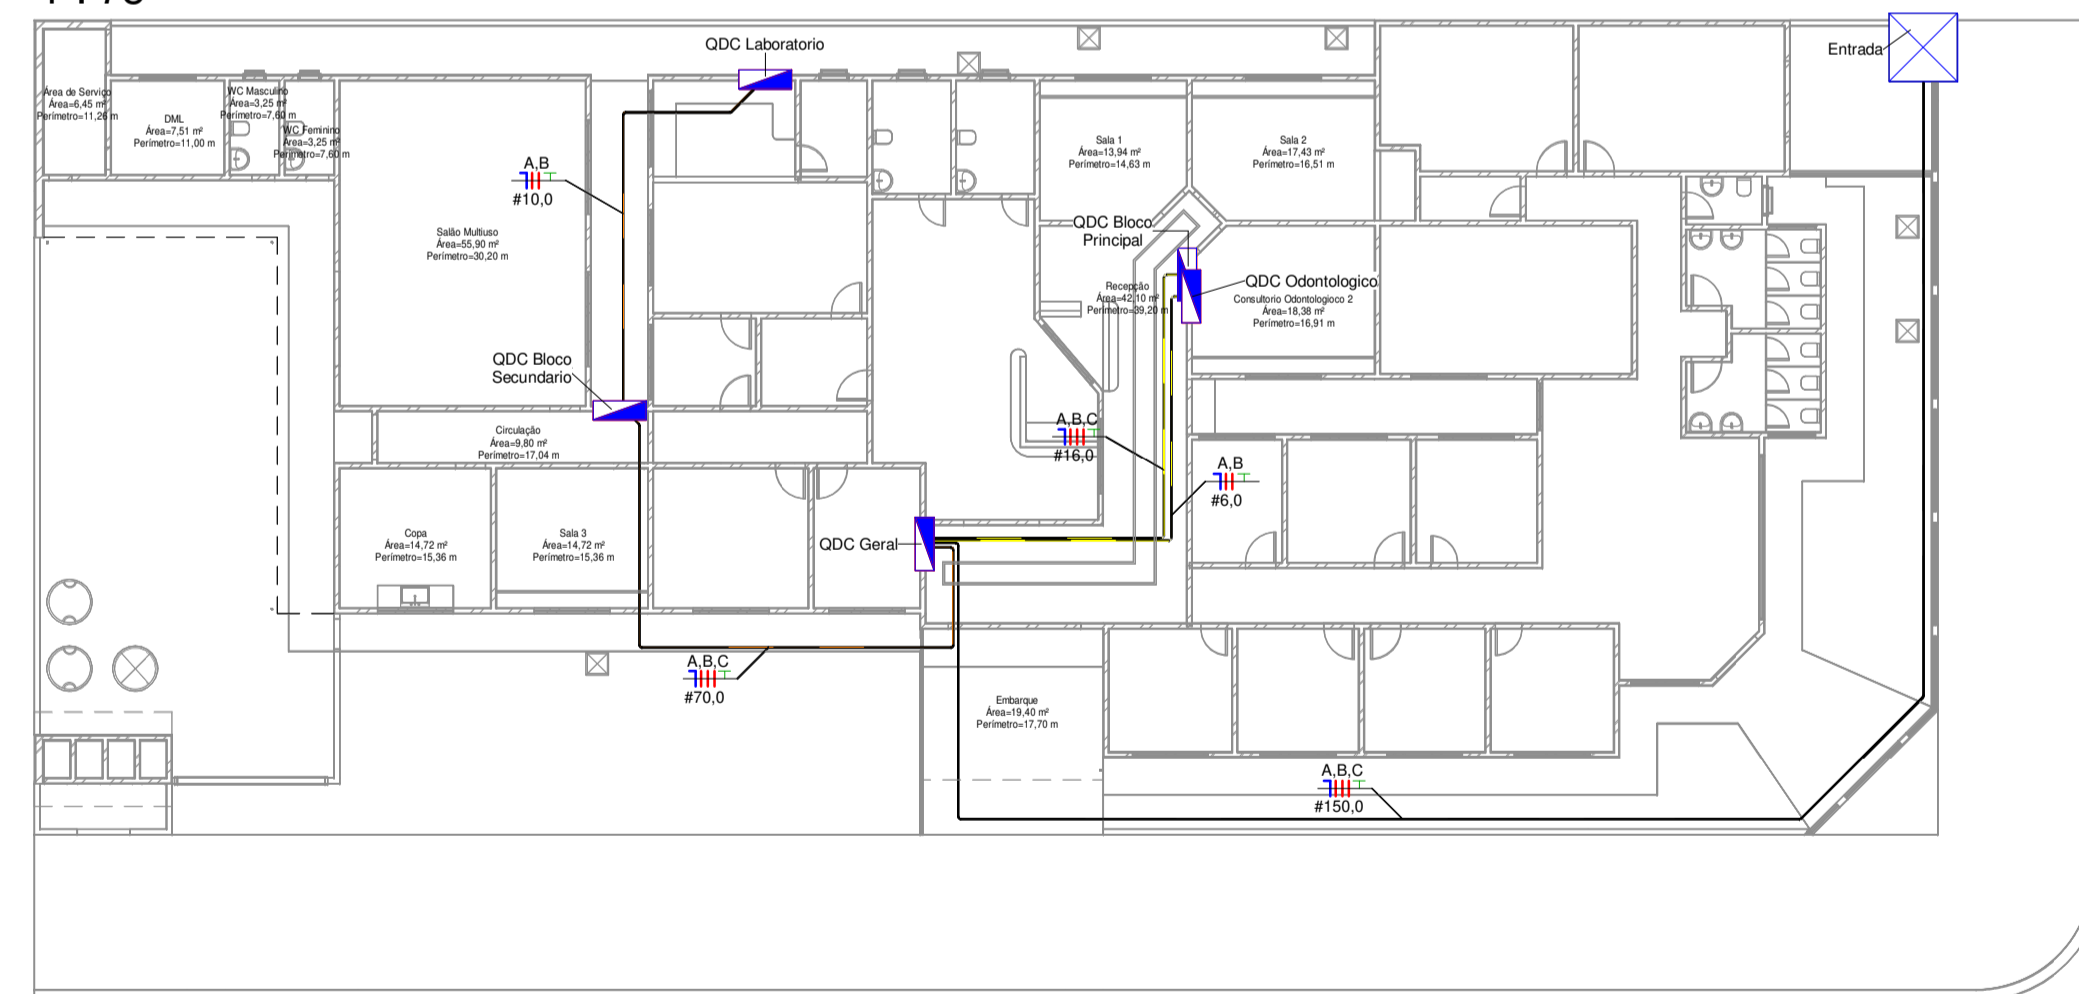 QDC Laboratorio
Entrada
Área de Serviço
Área=6,45 m²
Perímetro=11,26 m
DML
Área=7,51 m²
Perímetro=11,00 m
WC Masculino
Área=3,25 m²
Perímetro=7,60 m
WC Feminino
Área=3,25 m²
Perímetro=7,60 m
Sala 1
Área=13,94 m²
Perímetro=14,63 m
Sala 2
Área=17,43 m²
Perímetro=16,51 m
A,B
#10,0
Salão Multiuso
Área=55,90 m²
Perímetro=30,20 m
QDC Bloco
Principal
QDC Odontologico
Recepção
Área=42,10 m²
Perímetro=39,20 m
Consultorio Odontologioco 2
Área=18,38 m²
Perímetro=16,91 m
QDC Bloco
Secundario
Circulação
Área=9,80 m²
Perímetro=17,04 m
A,B,C
#16,0
A,B
#6,0
Copa
Área=14,72 m²
Perímetro=15,36 m
Sala 3
Área=14,72 m²
Perímetro=15,36 m
QDC Geral
A,B,C
#70,0
Embarque
Área=19,40 m²
Perímetro=17,70 m
A,B,C
#150,0